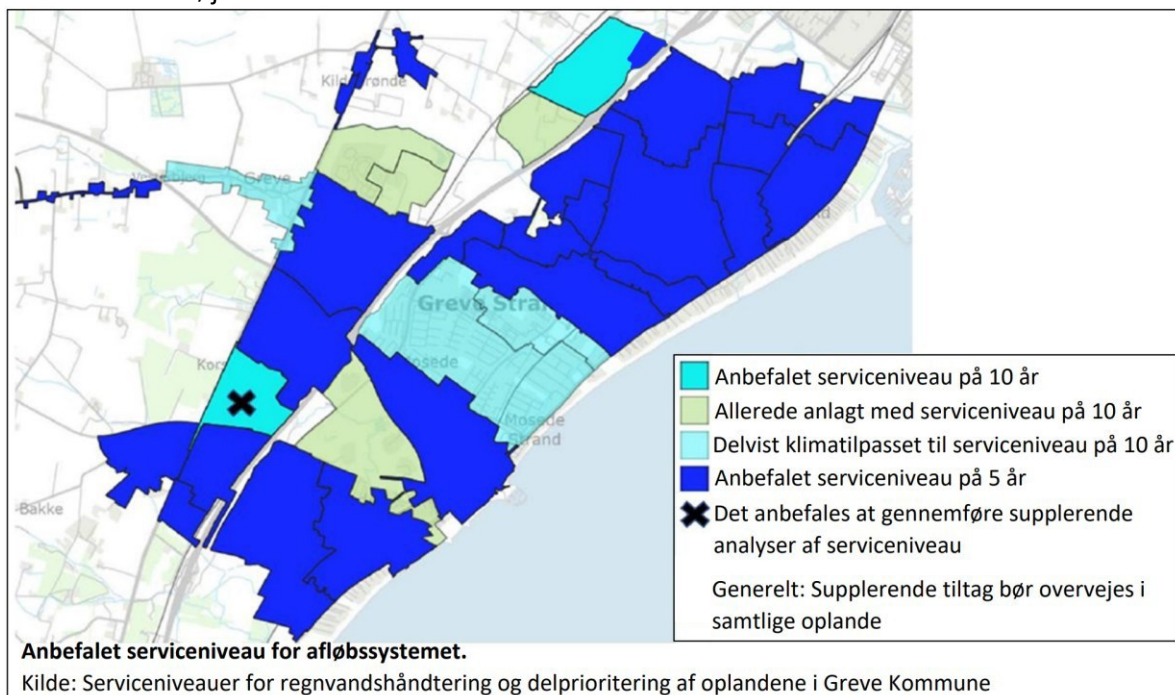 Kild
Greve
Greve Stran
Kors
Mosede
Strand
Bakke
Anbefalet serviceniveau på 10 år
Allerede anlagt med serviceniveau på 10 år
Delvist klimatilpasset til serviceniveau på 10 år
Anbefalet serviceniveau på 5 år
Det anbefales at gennemføre supplerende
analyser af serviceniveau
Generelt: Supplerende tiltag bør overvejes i
samtlige oplande
Anbefalet serviceniveau for afløbssystemet.
Kilde: Serviceniveauer for regnvandshåndtering og delprioritering af oplandene i Greve Kommune